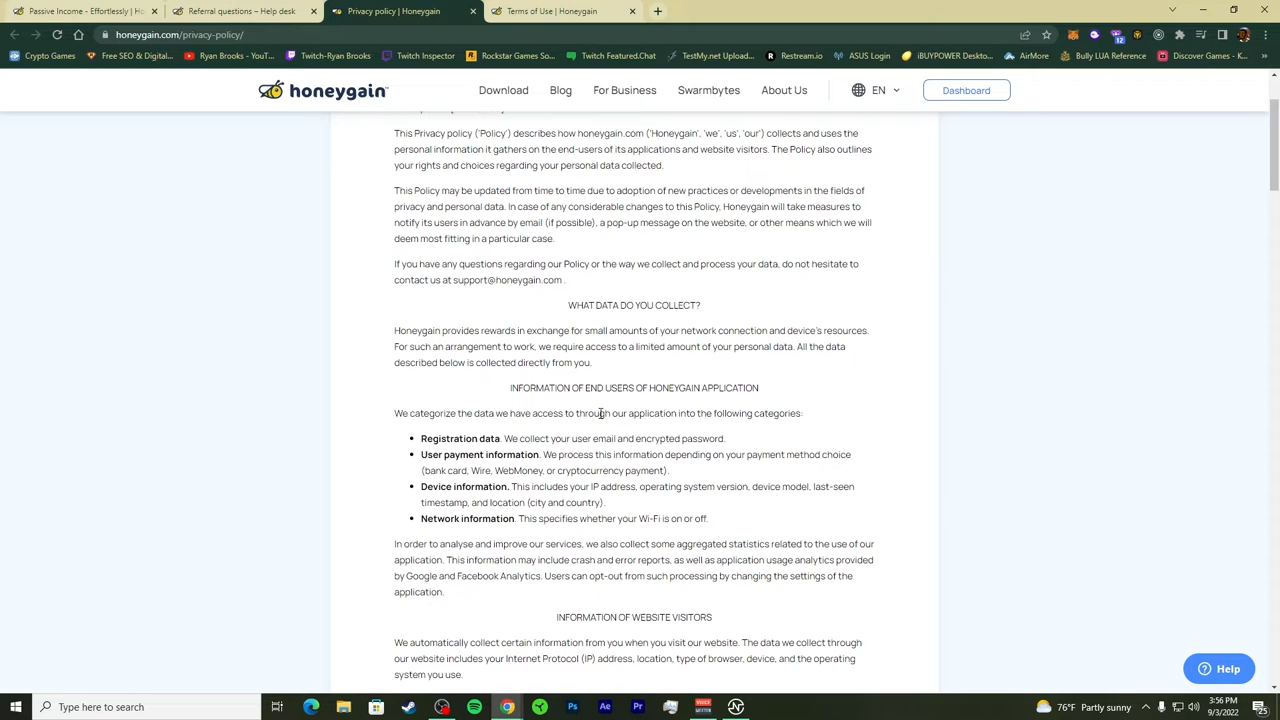 Passive Income - Effortlessly | Ho
Referral questions - Help desk
Privacy policy | Honeygain
Terms of Use | Honeygain
honeygain.com/privacy-policy/
12
Crypto Games
Free SEO & Digital...
Ryan Brooks - YouT...
Twitch-Ryan Brooks
Twitch Inspector
Rockstar Games - S...
Twitch Featured.Chat
TestMy.net Upload...
Restream.io
ASUS Login
iBUYPOWER Deskto...
AirMore
Bully LUA Reference
Discover Games - K...
honeygain
Download
Blog
For Business
Swarmbytes
About Us
EN
Dashboard
This Privacy policy ('Policy') describes how honeygain.com ('Honeygain', 'we', 'us', 'our') collects and uses the
personal information it gathers on the end-users of its applications and website visitors. The Policy also outlines
your rights and choices regarding your personal data collected.
This Policy may be updated from time to time due to adoption of new practices or developments in the fields of
privacy and personal data. In case of any considerable changes to this Policy, Honeygain will take measures to
notify its users in advance by email (if possible), a pop-up message on the website, or other means which we will
deem most fitting in a particular case.
If you have any questions regarding our Policy or the way we collect and process your data, do not hesitate to
contact us at support@honeygain.com .
WHAT DATA DO YOU COLLECT?
Honeygain provides rewards in exchange for small amounts of your network connection and device's resources.
For such an arrangement to work, we require access to a limited amount of your personal data. All the data
described below is collected directly from you.
INFORMATION OF END USERS OF HONEYGAIN APPLICATION
We categorize the data we have access to through our application into the following categories:
Registration data. We collect your user email and encrypted password.
User payment information. We process this information depending on your payment method choice
(bank card, Wire, WebMoney, or cryptocurrency payment).
Device information. This includes your IP address, operating system version, device model, last-seen
timestamp, and location (city and country).
Network information. This specifies whether your Wi-Fi is on or off.
In order to analyse and improve our services, we also collect some aggregated statistics related to the use of our
application. This information may include crash and error reports, as well as application usage analytics provided
by Google and Facebook Analytics. Users can opt-out from such processing by changing the settings of the
application.
INFORMATION OF WEBSITE VISITORS
We automatically collect certain information from you when you visit our website. The data we collect through
our website includes your Internet Protocol (IP) address, location, type of browser, device, and the operating
system you use.
Help
Type here to search
Ps
Ae
Pr
76°F Partly sunny
3:56 PM
9/3/2022